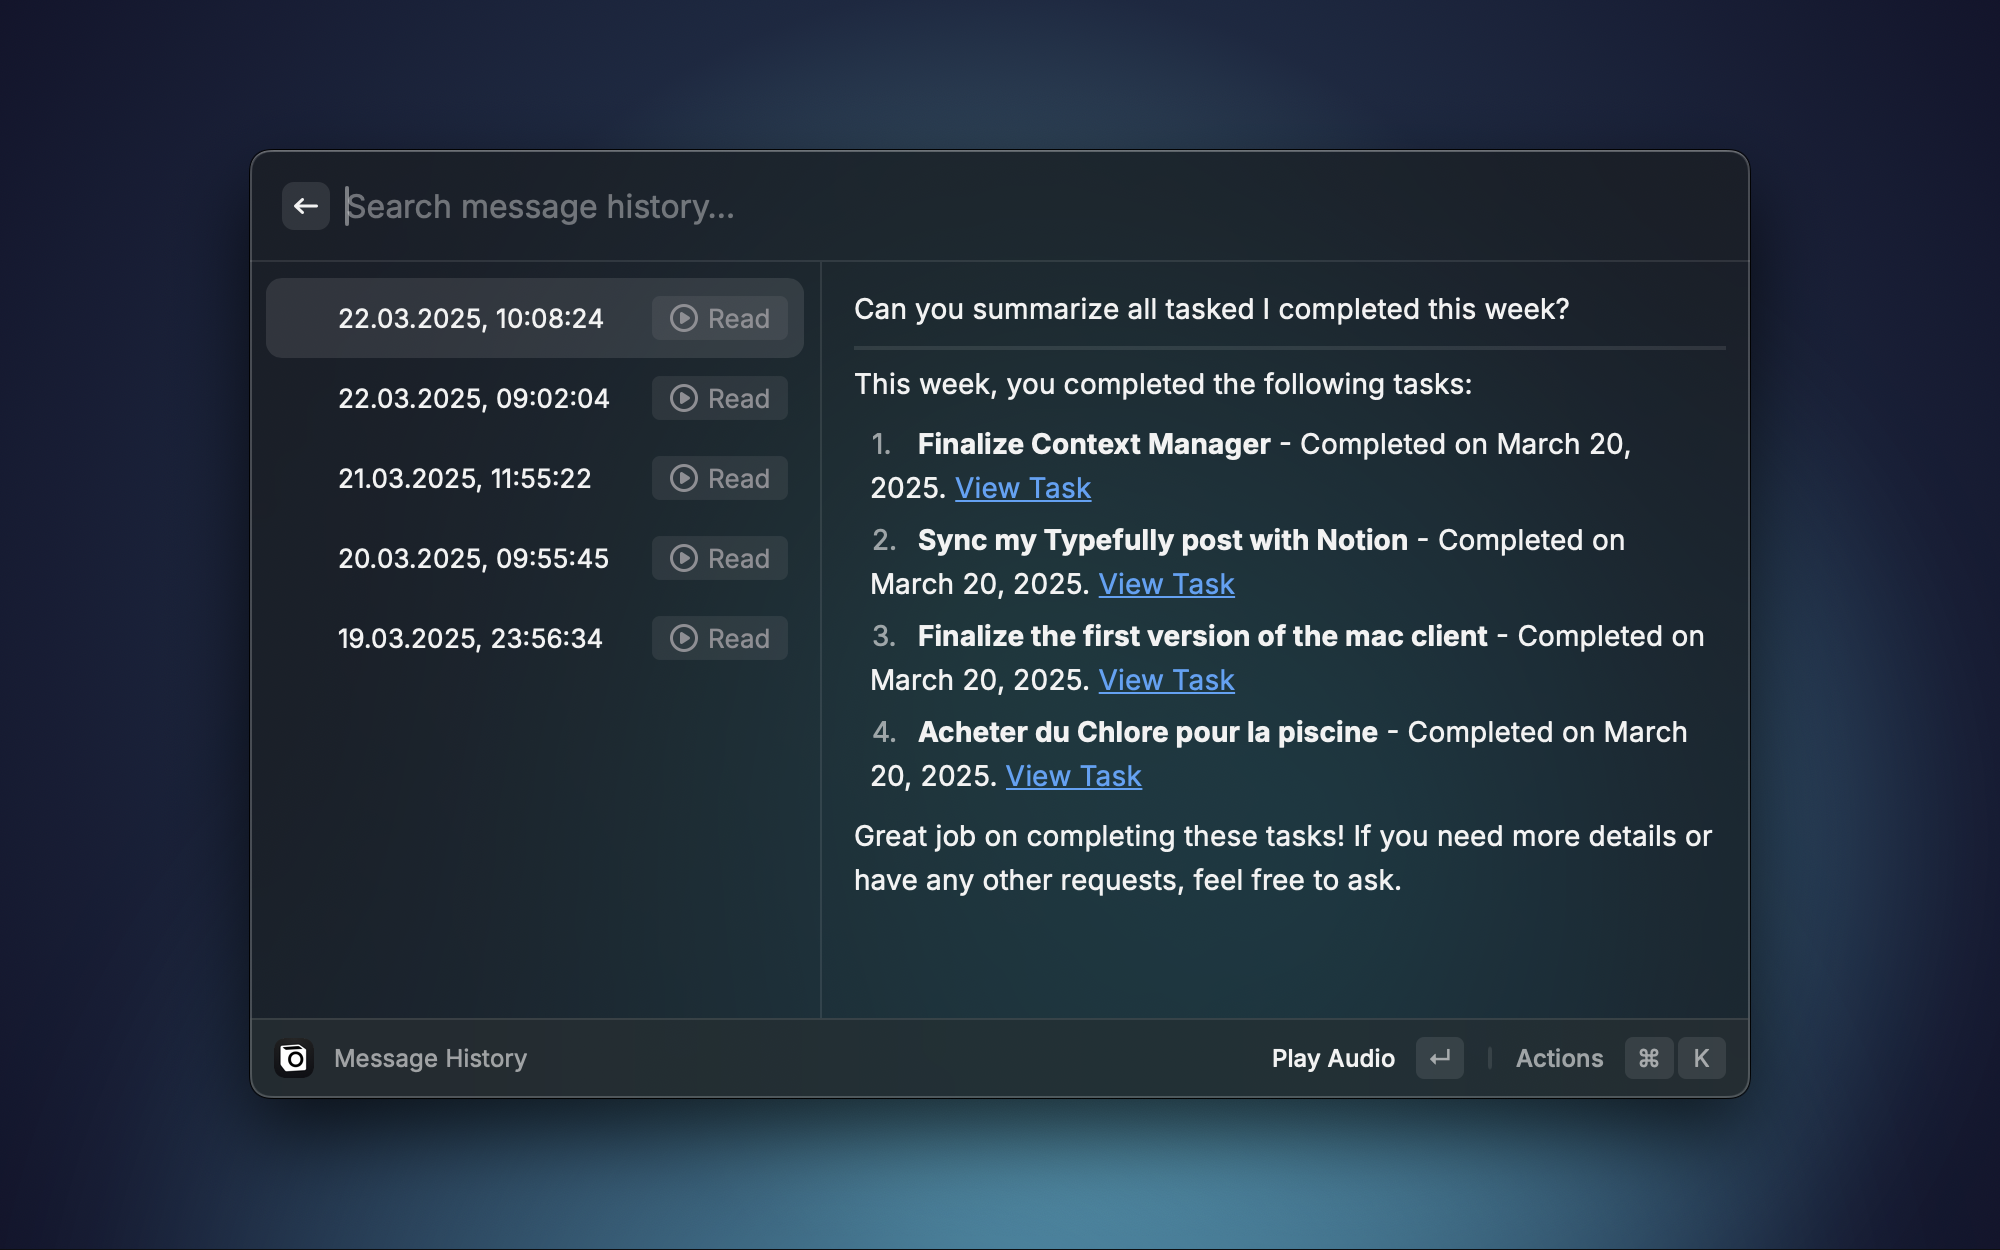 Search message history...
22.03.2025, 10:08:24 Read
22.03.2025, 09:02:04 Read
21.03.2025, 11:55:22 Read
20.03.2025, 09:55:45 Read
19.03.2025, 23:56:34 Read
Can you summarize all tasked I completed this week?
This week, you completed the following tasks:
1. Finalize Context Manager - Completed on March 20,
2025. View Task
2. Sync my Typefully post with Notion - Completed on
March 20, 2025. View Task
3. Finalize the first version of the mac client - Completed on
March 20, 2025. View Task
4. Acheter du Chlore pour la piscine - Completed on March
20, 2025. View Task
Great job on completing these tasks! If you need more details or
have any other requests, feel free to ask.
Message History Play Audio ↵ Actions ⌘ K